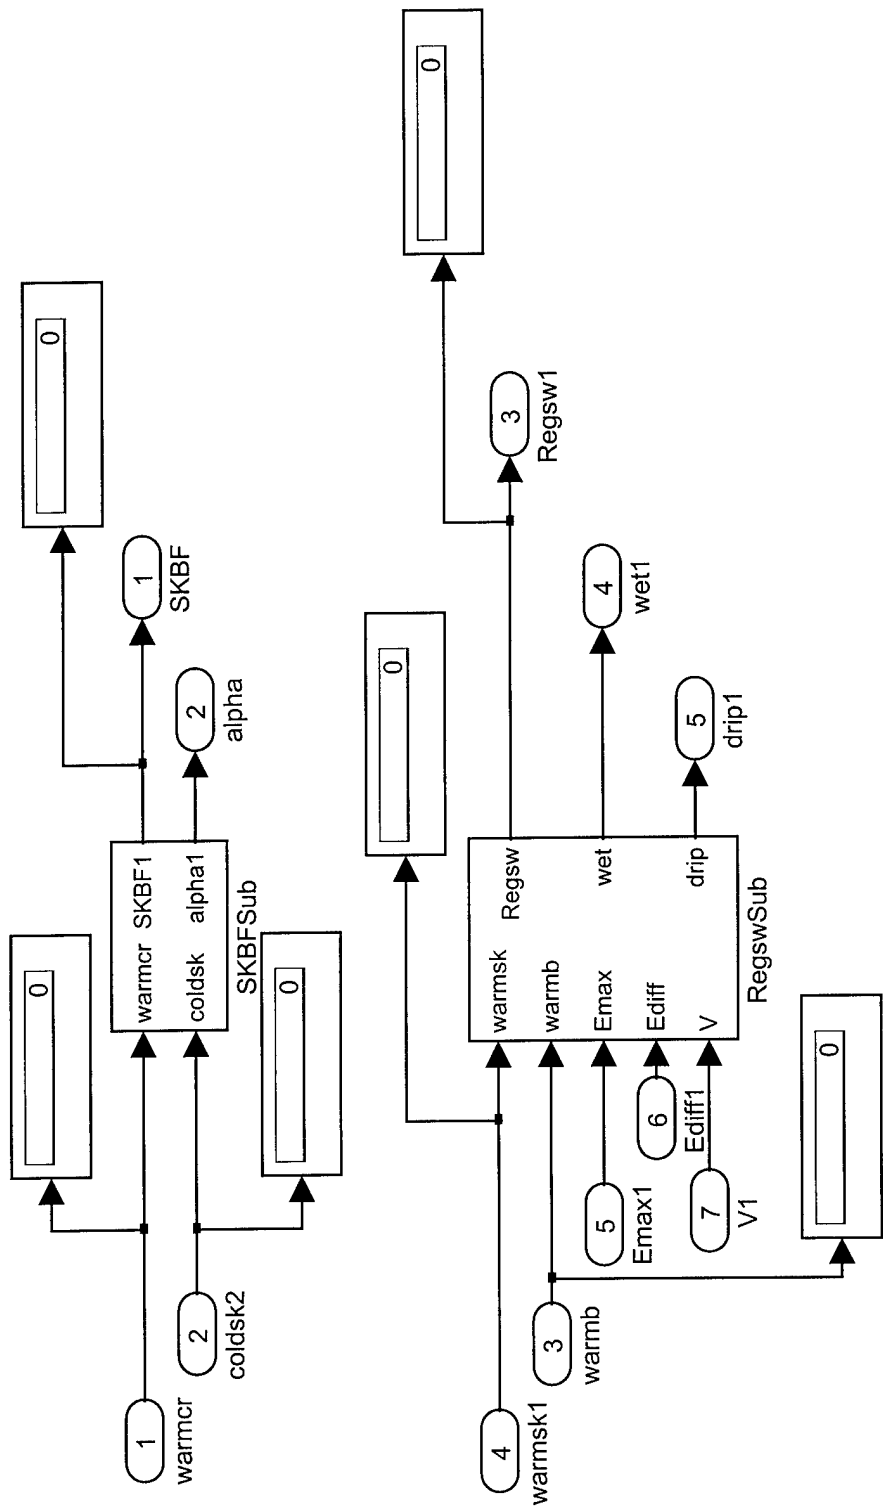 0
0
warmcr
SKBF1
1
SKBF
1
warmcr
coldsk
alpha1
2
alpha
SKBFSub
2
coldsk2
0
0
0
warmsk
Regsw
3
Regsw1
4
warmsk1
warmb
3
warmb
Emax
wet
4
wet1
5
Emax1
Ediff
6
Ediff1
V
drip
5
drip1
7
V1
RegswSub
0